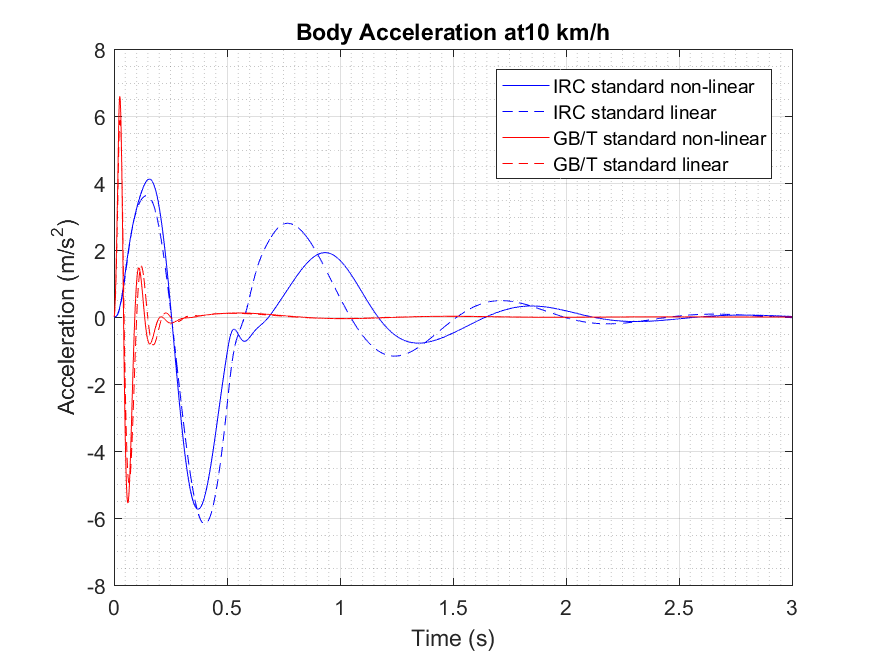 Body Acceleration at10 km/h
8
6
4
2
0
-2
-4
-6
-8
Acceleration (m/s²)
IRC standard non-linear
IRC standard linear
GB/T standard non-linear
GB/T standard linear
0 0.5 1 1.5 2 2.5 3
Time (s)